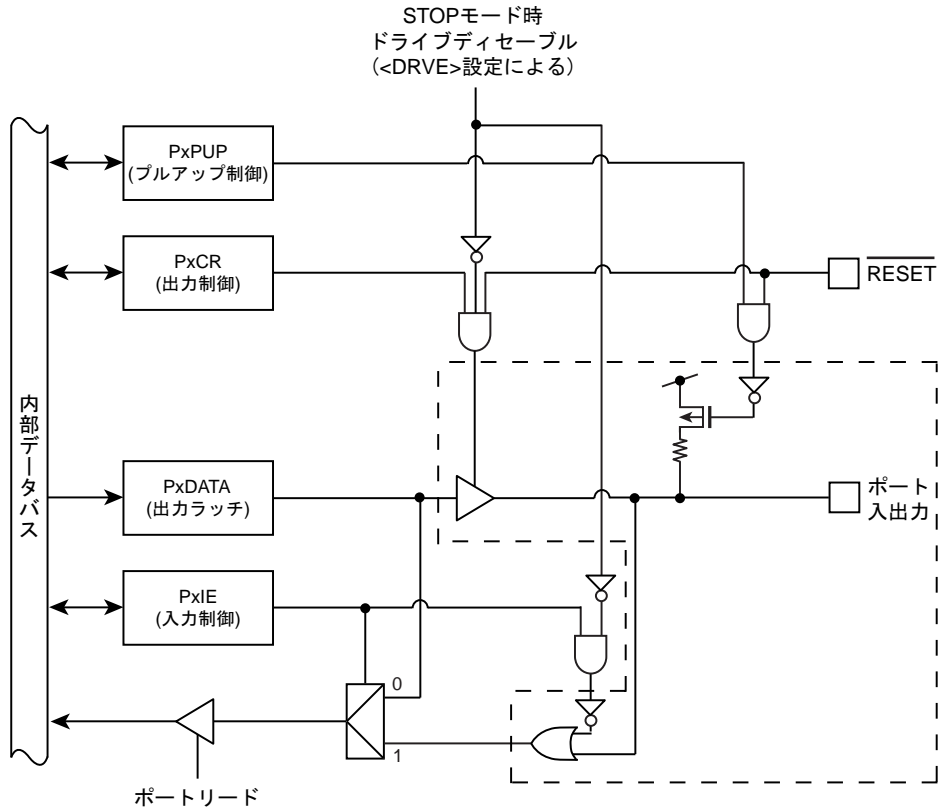 STOPモード時
ドライブディセーブル
(<DRVE>設定による)
PxPUP
(プルアップ制御)
PxCR
(出力制御)
RESET
内部データバス
PxDATA
(出力ラッチ)
ポート
入出力
PxIE
(入力制御)
0
1
ポートリード